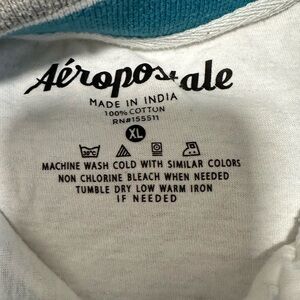 Aéropostale
MADE IN INDIA
100% COTTON
RN#155511
XL
30°C
MACHINE WASH COLD WITH SIMILAR COLORS
NON CHLORINE BLEACH WHEN NEEDED
TUMBLE DRY LOW WARM IRON
IF NEEDED